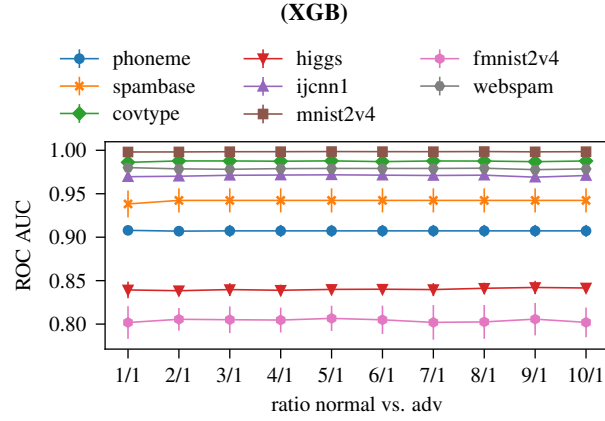 (XGB)
phoneme
higgs
fmnist2v4
spambase
ijcnn1
webspam
covtype
mnist2v4
1.00
0.95
0.90
0.85
0.80
ROC AUC
1/1 2/1 3/1 4/1 5/1 6/1 7/1 8/1 9/1 10/1
ratio normal vs. adv